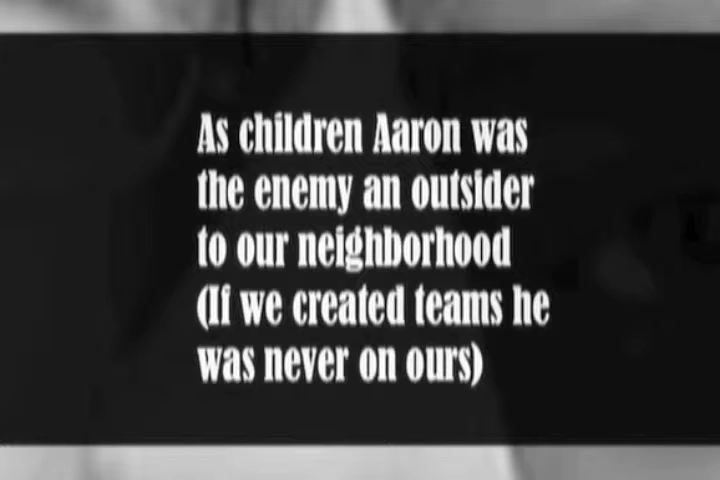 As children Aaron was
the enemy an outsider
to our neighborhood
(If we created teams he
was never on ours)